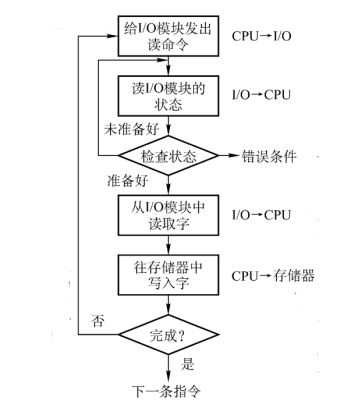 给I/O模块发出
读命令
CPU→I/O
读I/O模块的
状态
I/O→CPU
未准备好
检查状态
错误条件
准备好
从I/O模块中
读取字
I/O→CPU
往存储器中
写入字
CPU→存储器
否
完成?
是
下一条指令